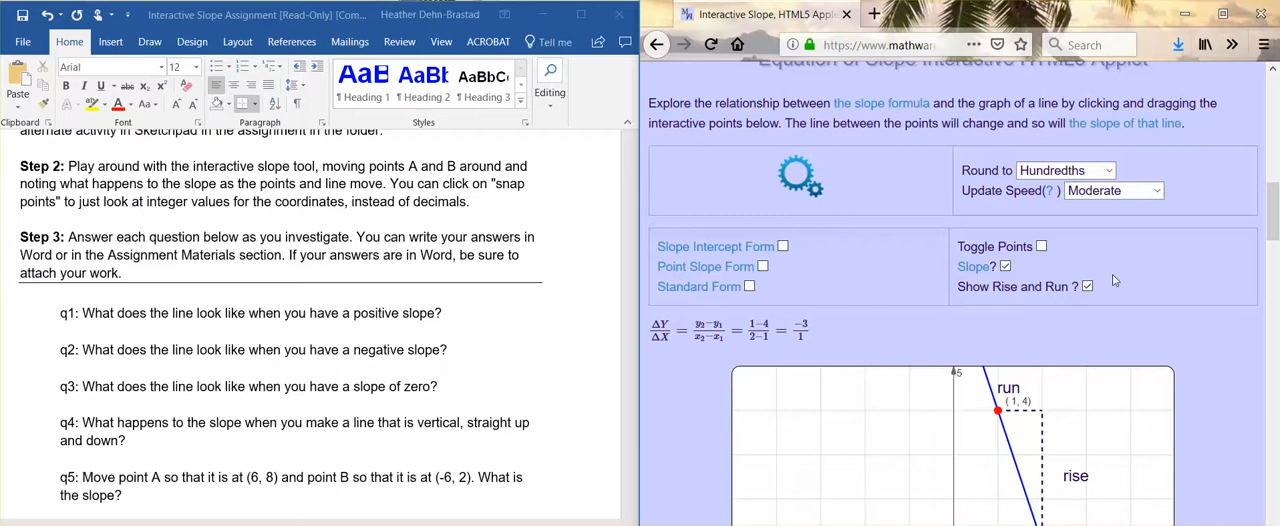 Interactive Slope Assignment [Read-Only] [Com...
Heather Dehn-Brastad
File Home Insert Draw Design Layout References Mailings Review View ACROBAT Tell me
Paste
Arial 12
B I U abc x₂ x²
A A Aa
AaB AaBb AaBbC(
¶ Heading 1 ¶ Heading 2 ¶ Heading 3
Editing
Clipboard Font Paragraph Styles
alternate activity in Sketchpad in the assignment in the folder.
Step 2: Play around with the interactive slope tool, moving points A and B around and
noting what happens to the slope as the points and line move. You can click on "snap
points" to just look at integer values for the coordinates, instead of decimals.
Step 3: Answer each question below as you investigate. You can write your answers in
Word or in the Assignment Materials section. If your answers are in Word, be sure to
attach your work.
q1: What does the line look like when you have a positive slope?
q2: What does the line look like when you have a negative slope?
q3: What does the line look like when you have a slope of zero?
q4: What happens to the slope when you make a line that is vertical, straight up
and down?
q5: Move point A so that it is at (6, 8) and point B so that it is at (-6, 2). What is
the slope?
Interactive Slope, HTML5 Apple
https://www.mathwar
Search
Equation of Slope Interactive HTML5 Applet
Explore the relationship between the slope formula and the graph of a line by clicking and dragging the
interactive points below. The line between the points will change and so will the slope of that line.
Round to Hundredths
Update Speed(? ) Moderate
Slope Intercept Form
Point Slope Form
Standard Form
Toggle Points
Slope?
Show Rise and Run ?
ΔY/ΔX = y₂−y₁/x₂−x₁ = 1−4/2−1 = −3/1
5
run
( 1, 4)
rise